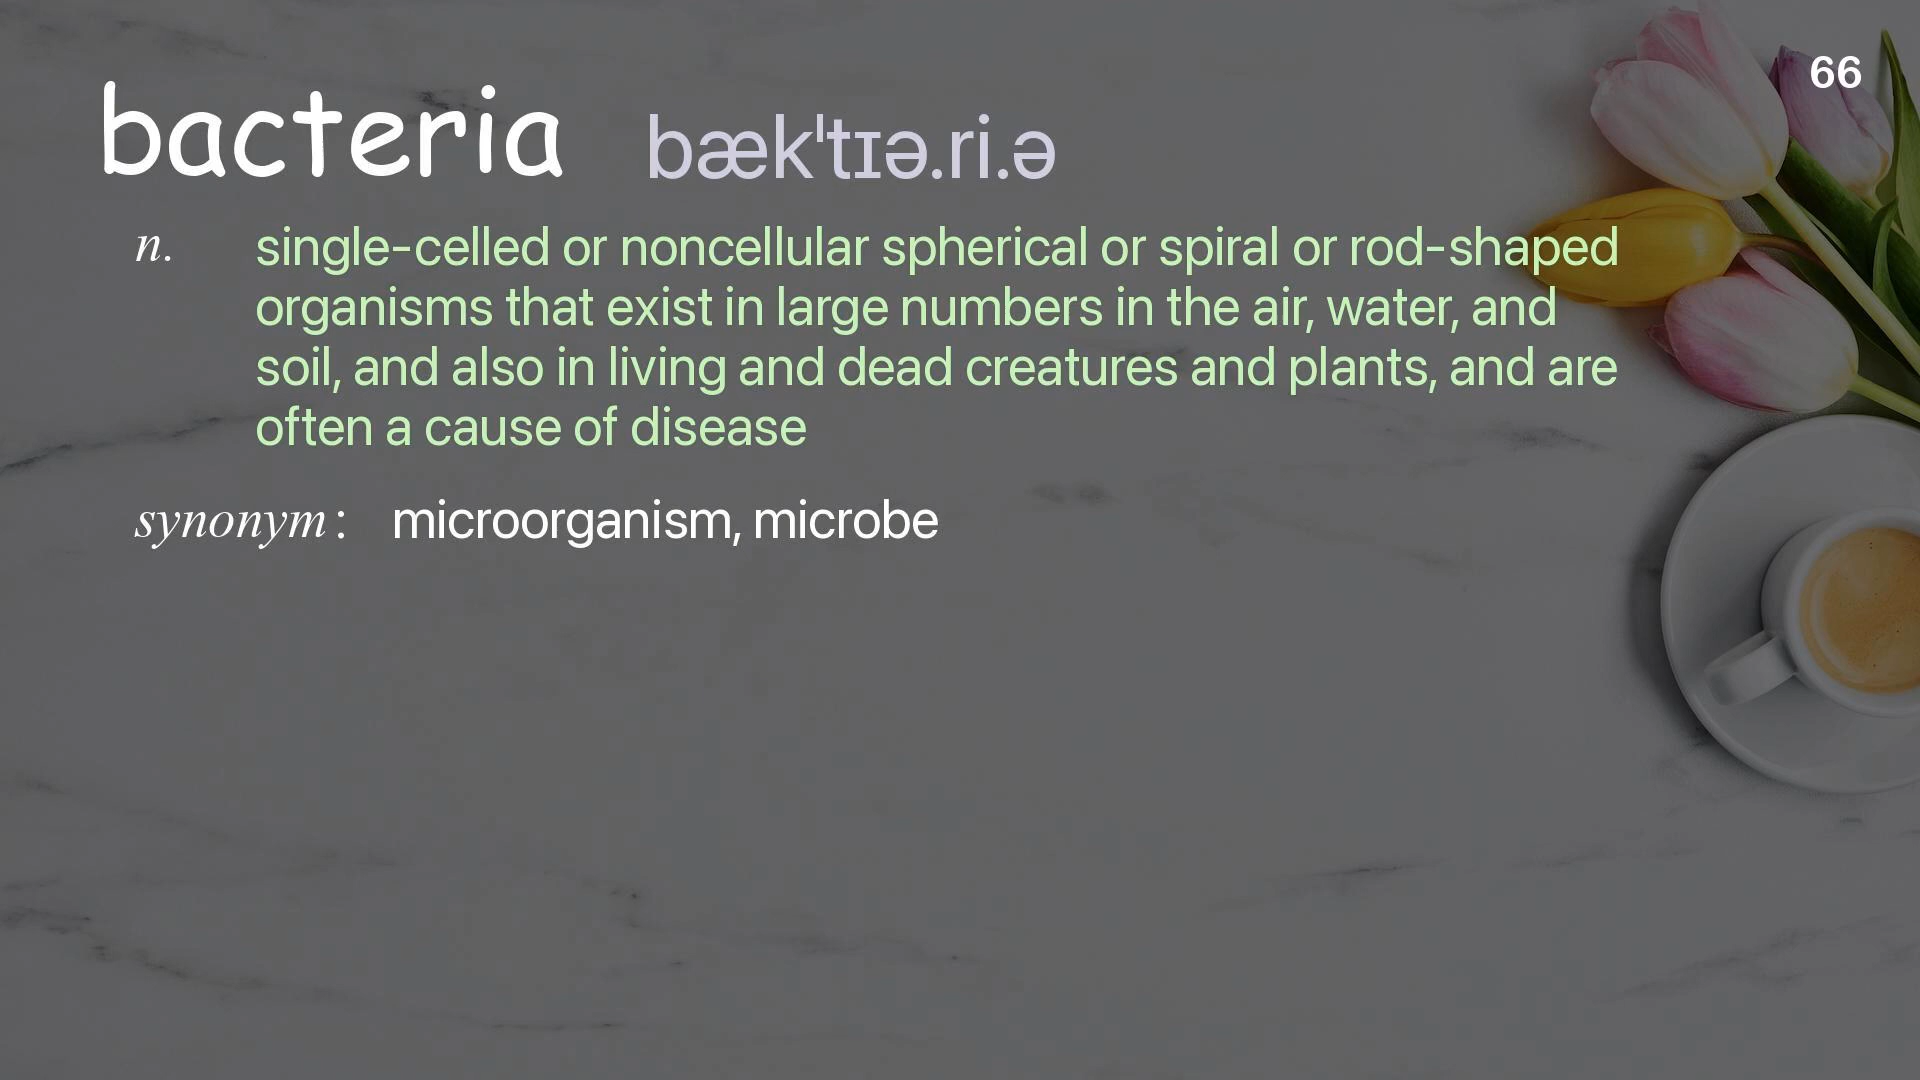 66
bacteria bækˈtɪə.ri.ə
n. single-celled or noncellular spherical or spiral or rod-shaped
organisms that exist in large numbers in the air, water, and
soil, and also in living and dead creatures and plants, and are
often a cause of disease
synonym: microorganism, microbe